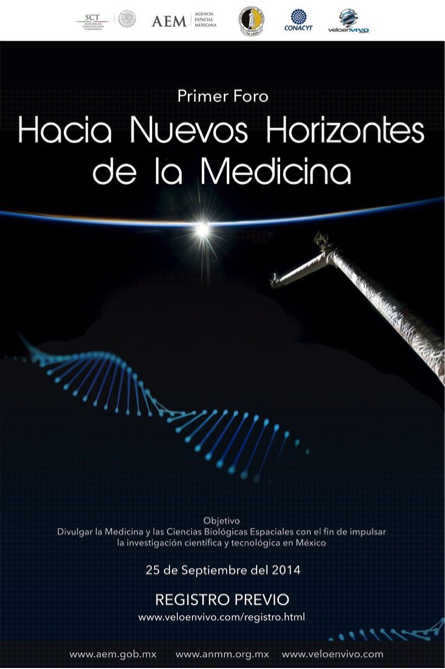 SCT
AEM
AGENCIA
ESPACIAL
MEXICANA
CONACYT
veloenvivo
Primer Foro
Hacia Nuevos Horizontes
de la Medicina
Objetivo
Divulgar la Medicina y las Ciencias Biológicas Espaciales con el fin de impulsar
la investigación científica y tecnológica en México
25 de Septiembre del 2014
REGISTRO PREVIO
www.veloenvivo.com/registro.html
www.aem.gob.mx www.anmm.org.mx www.veloenvivo.com